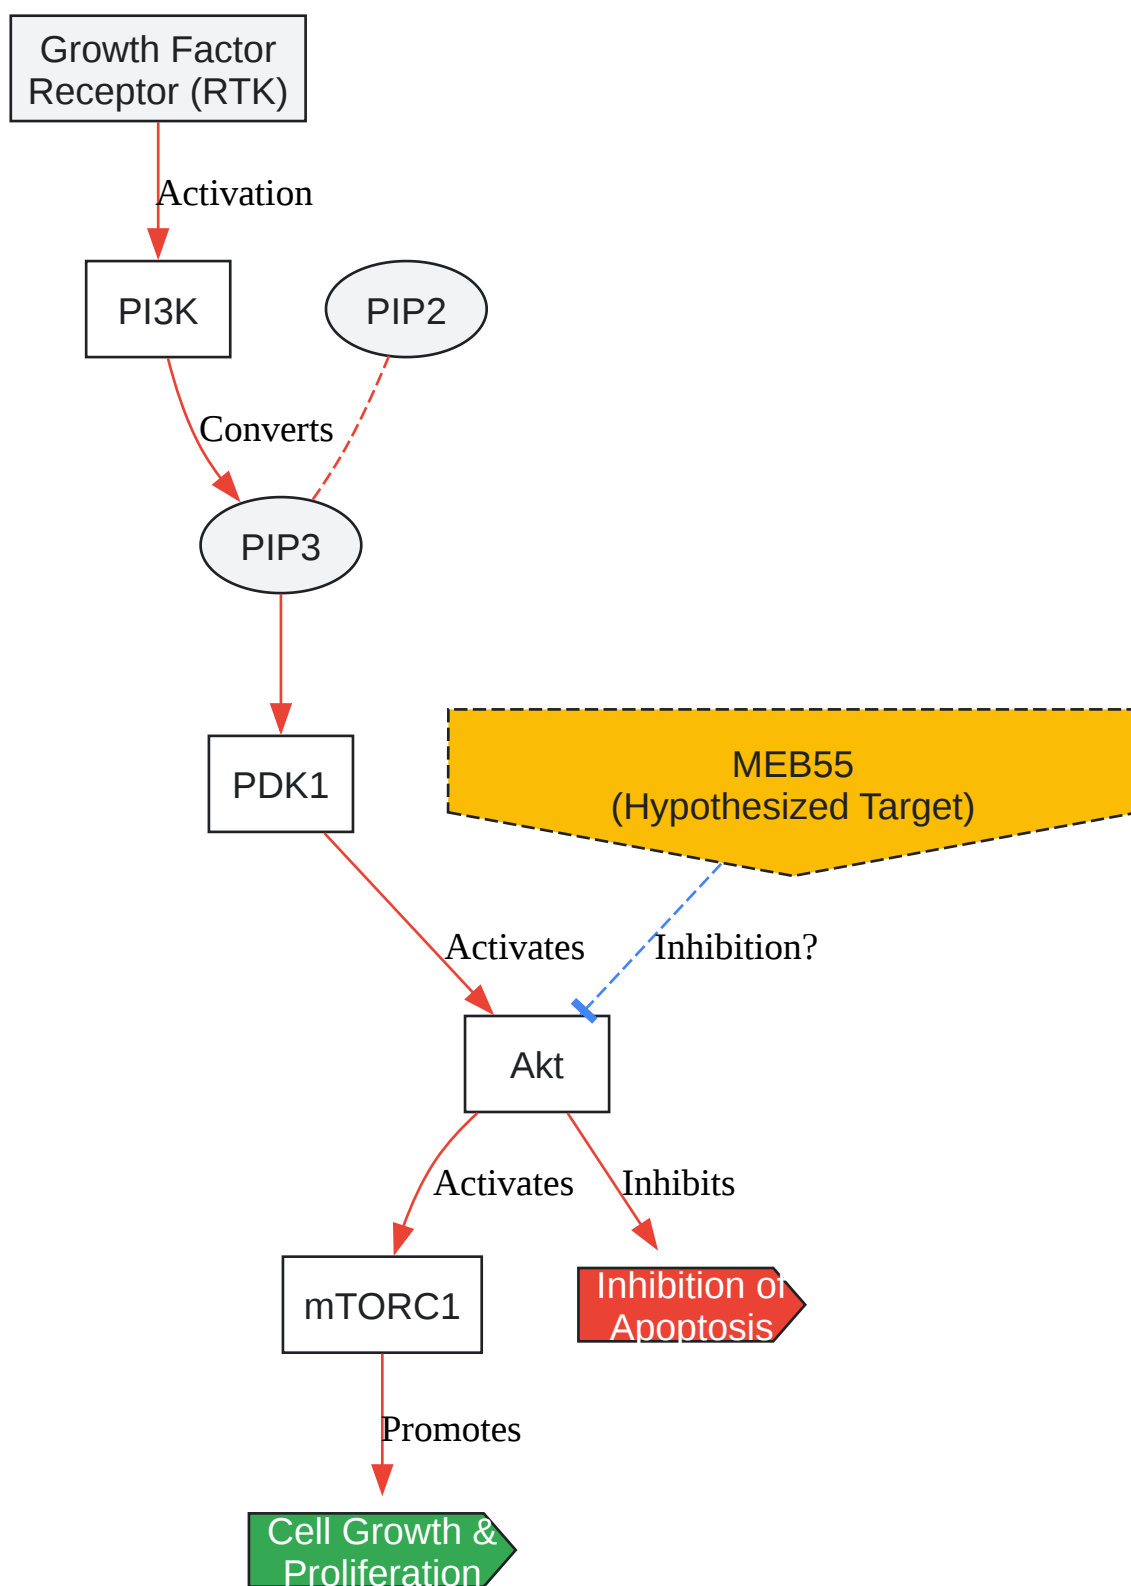 Growth Factor
Receptor (RTK)
Activation
PI3K
PIP2
Converts
PIP3
PDK1
MEB55
(Hypothesized Target)
Activates
Inhibition?
Akt
Activates
Inhibits
mTORC1
Inhibition of
Apoptosis
Promotes
Cell Growth &
Proliferation